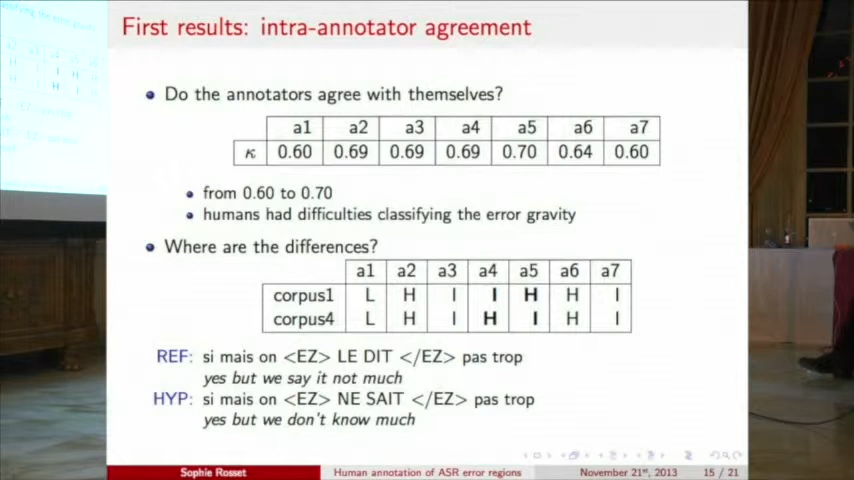 First results: intra-annotator agreement
Do the annotators agree with themselves?
a1 a2 a3 a4 a5 a6 a7
κ 0.60 0.69 0.69 0.69 0.70 0.64 0.60
from 0.60 to 0.70
humans had difficulties classifying the error gravity
Where are the differences?
a1 a2 a3 a4 a5 a6 a7
corpus1 L H I I H H I
corpus4 L H I H I H I
REF: si mais on <EZ> LE DIT </EZ> pas trop
yes but we say it not much
HYP: si mais on <EZ> NE SAIT </EZ> pas trop
yes but we don't know much
Sophie Rosset Human annotation of ASR error regions November 21st, 2013 15 / 21